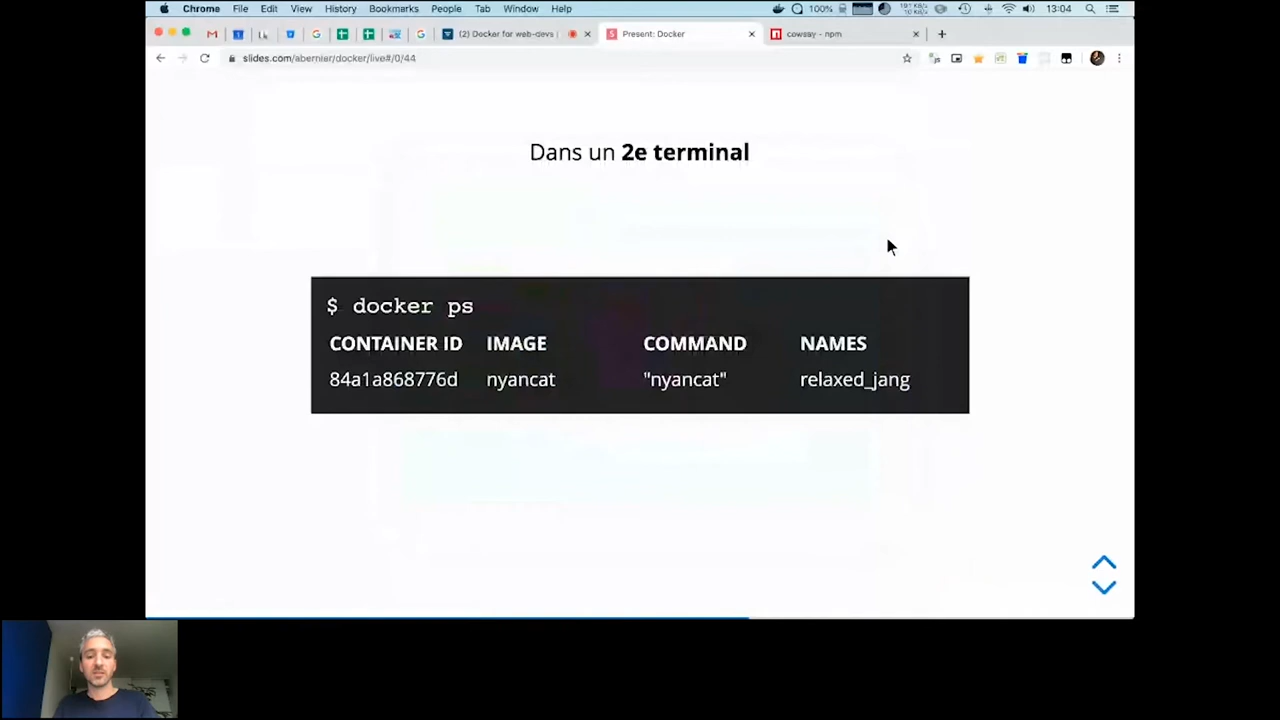 Chrome File Edit View History Bookmarks People Tab Window Help 100% 13:04
(2) Docker for web-devs Present: Docker cowsay - npm
slides.com/abernier/docker/live#/0/44
Dans un 2e terminal
$ docker ps
CONTAINER ID IMAGE COMMAND NAMES
84a1a868776d nyancat "nyancat" relaxed_jang